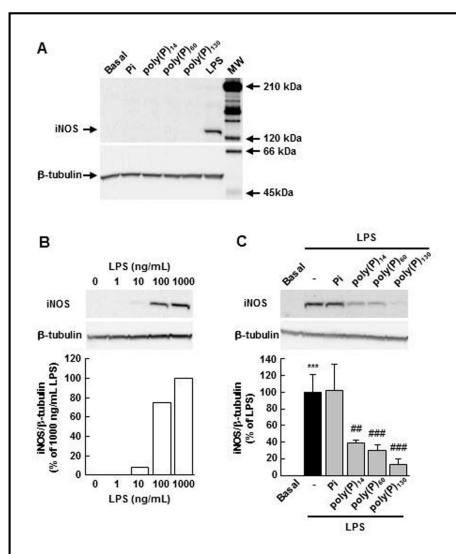 A
Basal
Pi
poly(P)14
poly(P)60
poly(P)130
LPS
MW
210 kDa
iNOS
120 kDa
66 kDa
β-tubulin
45kDa
B
LPS (ng/mL)
0 1 10 100 1000
iNOS
β-tubulin
iNOS/β-tubulin
(% of 1000 ng/mL LPS)
120
100
80
60
40
20
0
0 1 10 100 1000
LPS (ng/mL)
C
LPS
Basal
-
Pi
poly(P)14
poly(P)60
poly(P)130
iNOS
β-tubulin
iNOS/β-tubulin
(% of LPS)
140
120
100
80
60
40
20
0
***
##
###
###
Basal
-
Pi
poly(P)14
poly(P)60
poly(P)130
LPS